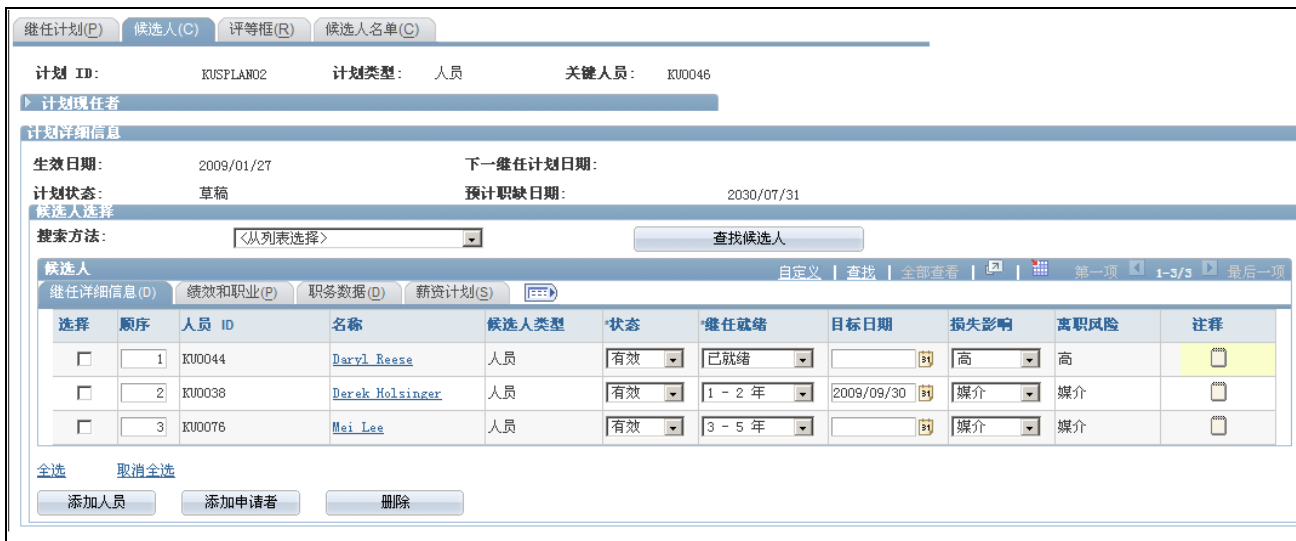 继任计划(P) 候选人(C) 评等框(R) 候选人名单(C)
计划 ID: KUSPLAN02 计划类型: 人员 关键人员: KU0046
计划现任者
计划详细信息
生效日期: 2009/01/27 下一继任计划日期:
计划状态: 草稿 预计职缺日期: 2030/07/31
候选人选择
搜索方法: <从列表选择> 查找候选人
候选人 自定义 | 查找 | 全部查看 | | 第一项 1-3/3 最后一项
继任详细信息(D) 绩效和职业(P) 职务数据(D) 薪资计划(S)
选择 顺序 人员 ID 名称 候选人类型 *状态 *继任就绪 目标日期 损失影响 离职风险 注释
1 KU0044 Daryl Reese 人员 有效 已就绪 高 高
2 KU0038 Derek Holsinger 人员 有效 1 - 2 年 2009/09/30 媒介 媒介
3 KU0076 Mei Lee 人员 有效 3 - 5 年 媒介 媒介
全选 取消全选
添加人员 添加申请者 删除